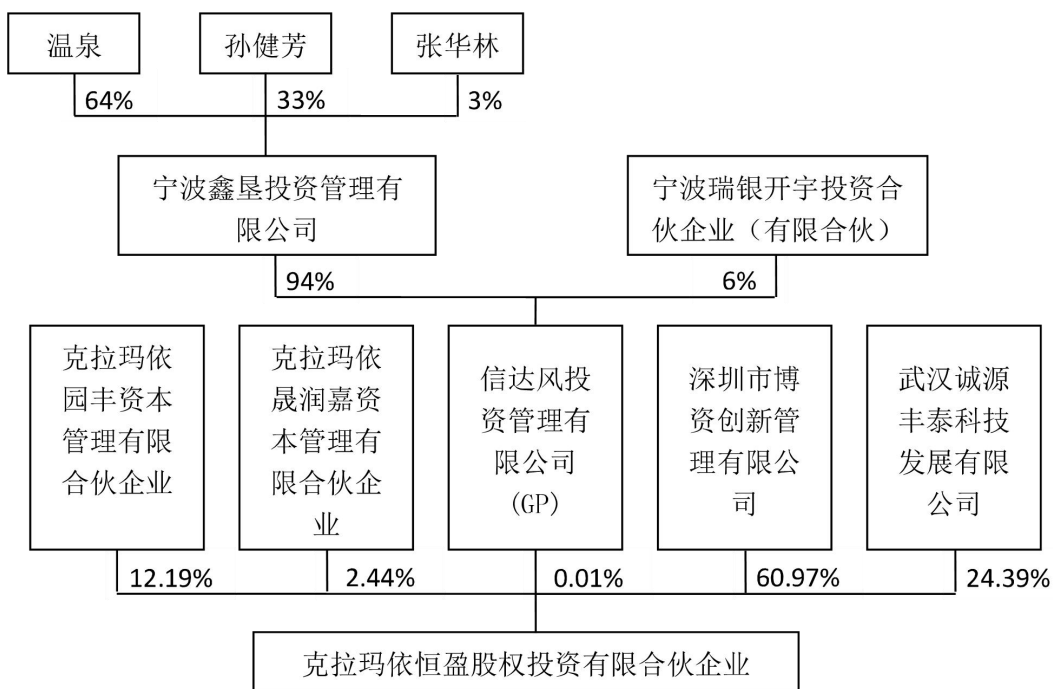 温泉
孙健芳
张华林
64%
33%
3%
宁波鑫垦投资管理有
限公司
宁波瑞银开宇投资合
伙企业（有限合伙）
94%
6%
克拉玛依
园丰资本
管理有限
合伙企业
克拉玛依
晟润嘉资
本管理有
限合伙企
业
信达风投
资管理有
限公司
(GP)
深圳市博
资创新管
理有限公
司
武汉诚源
丰泰科技
发展有限
公司
12.19%
2.44%
0.01%
60.97%
24.39%
克拉玛依恒盈股权投资有限合伙企业